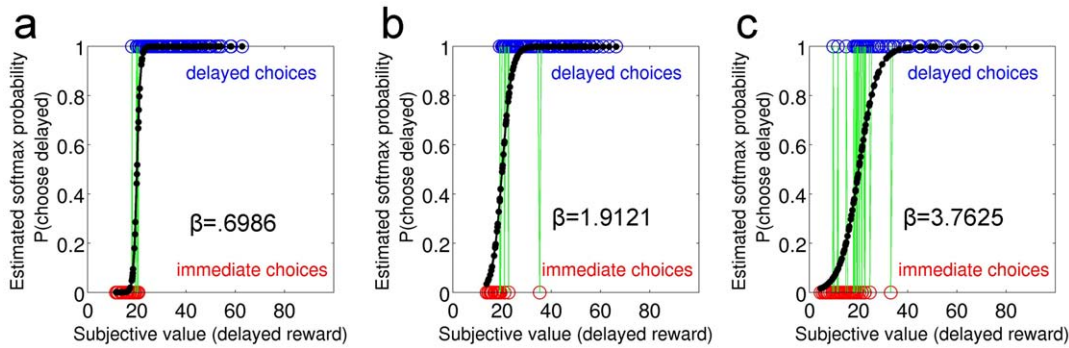 a
Estimated softmax probability
P(choose delayed)
1
0.8
0.6
0.4
0.2
0
delayed choices
β=.6986
immediate choices
0 20 40 60 80
Subjective value (delayed reward)
b
Estimated softmax probability
P(choose delayed)
1
0.8
0.6
0.4
0.2
0
delayed choices
β=1.9121
immediate choices
0 20 40 60 80
Subjective value (delayed reward)
c
Estimated softmax probability
P(choose delayed)
1
0.8
0.6
0.4
0.2
0
delayed choices
β=3.7625
immediate choices
0 20 40 60 80
Subjective value (delayed reward)